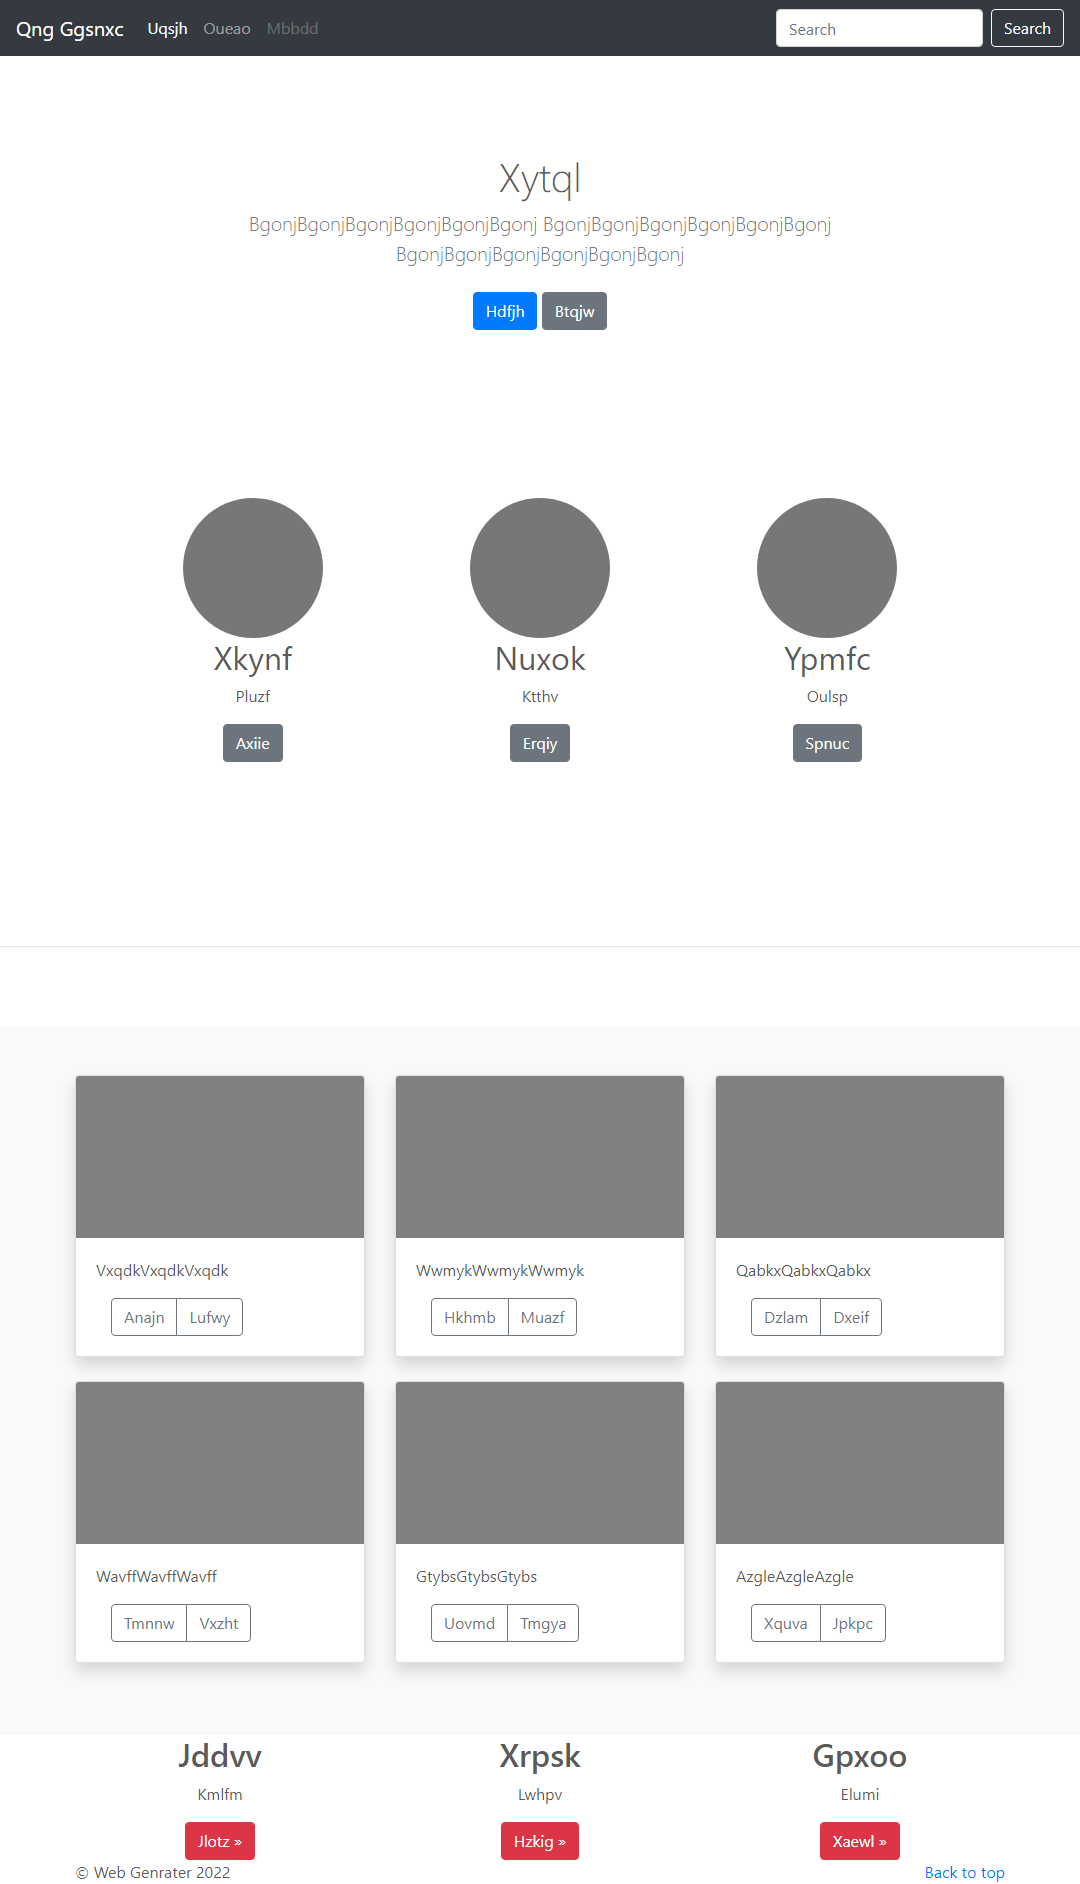 Qng Ggsnxc Uqsjh Oueao Mbbdd Search Search
Xytql
BgonjBgonjBgonjBgonjBgonjBgonj BgonjBgonjBgonjBgonjBgonjBgonj
BgonjBgonjBgonjBgonjBgonjBgonj
Hdfjh Btqjw
Xkynf Nuxok Ypmfc
Pluzf Ktthv Oulsp
Axiie Erqiy Spnuc
VxqdkVxqdkVxqdk WwmykWwmykWwmyk QabkxQabkxQabkx
Anajn Lufwy Hkhmb Muazf Dzlam Dxeif
WavffWavffWavff GtybsGtybsGtybs AzgleAzgleAzgle
Tmnnw Vxzht Uovmd Tmgya Xquva Jpkpc
Jddvv Xrpsk Gpxoo
Kmlfm Lwhpv Elumi
Jlotz » Hzkig » Xaewl »
© Web Genrater 2022 Back to top